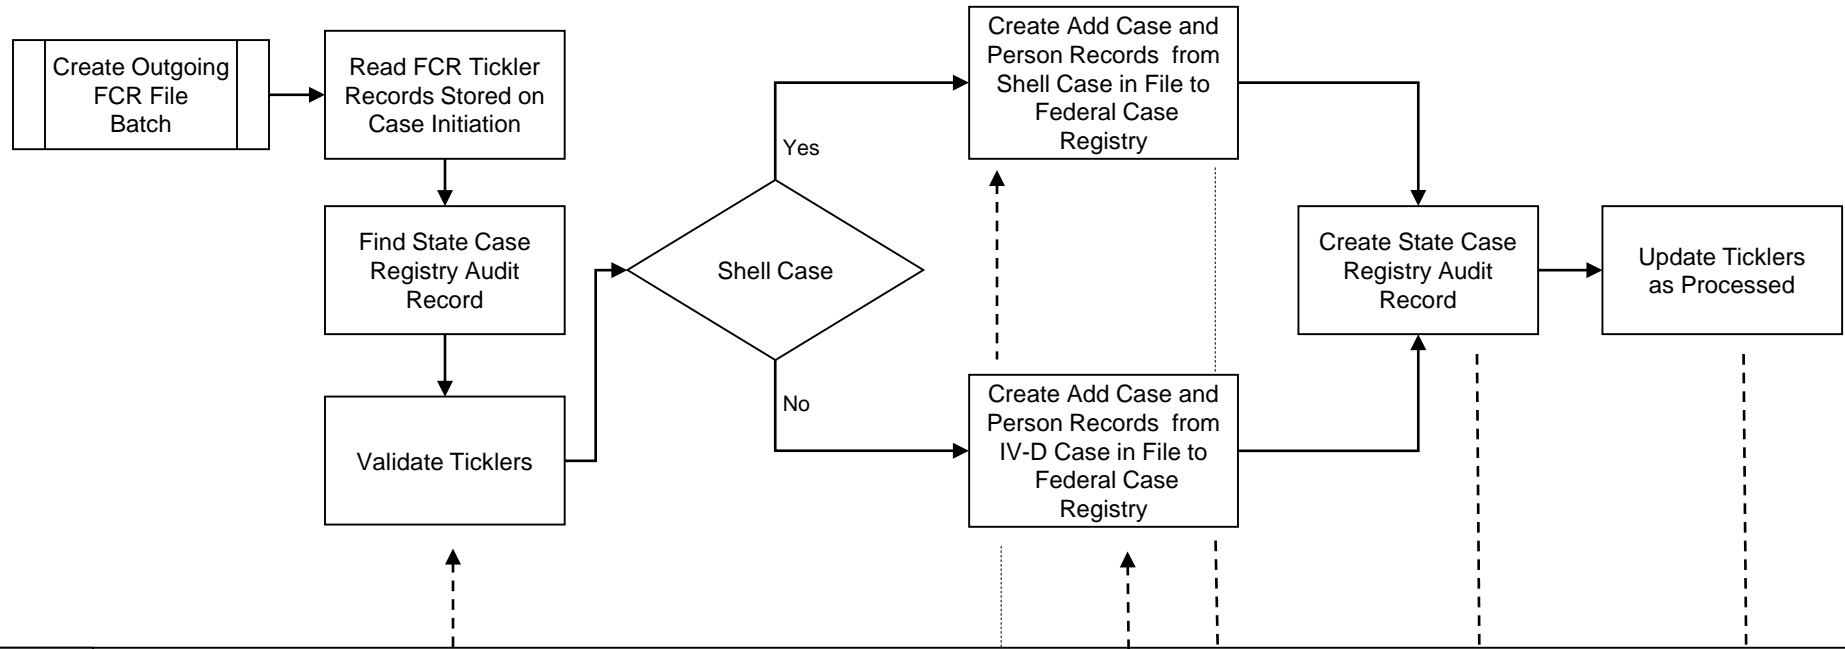 Create Outgoing
FCR File
Batch
Read FCR Tickler
Records Stored on
Case Initiation
Find State Case
Registry Audit
Record
Validate Ticklers
Shell Case
Yes
No
Create Add Case and
Person Records from
Shell Case in File to
Federal Case
Registry
Create Add Case and
Person Records from
IV-D Case in File to
Federal Case
Registry
Create State Case
Registry Audit
Record
Update Ticklers
as Processed